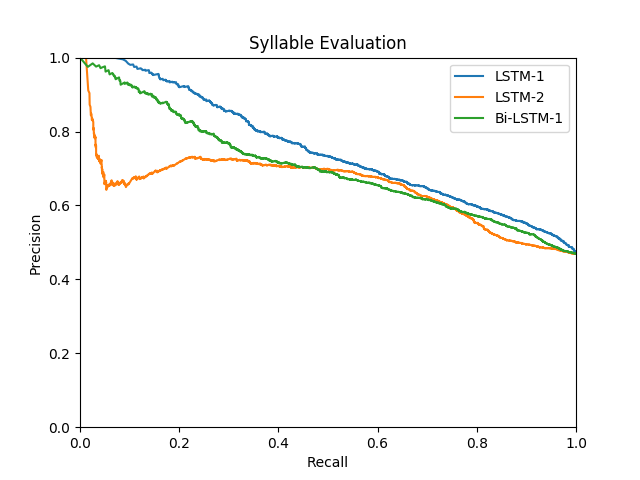 Syllable Evaluation
LSTM-1
LSTM-2
Bi-LSTM-1
Precision
1.0
0.8
0.6
0.4
0.2
0.0
0.0 0.2 0.4 0.6 0.8 1.0
Recall